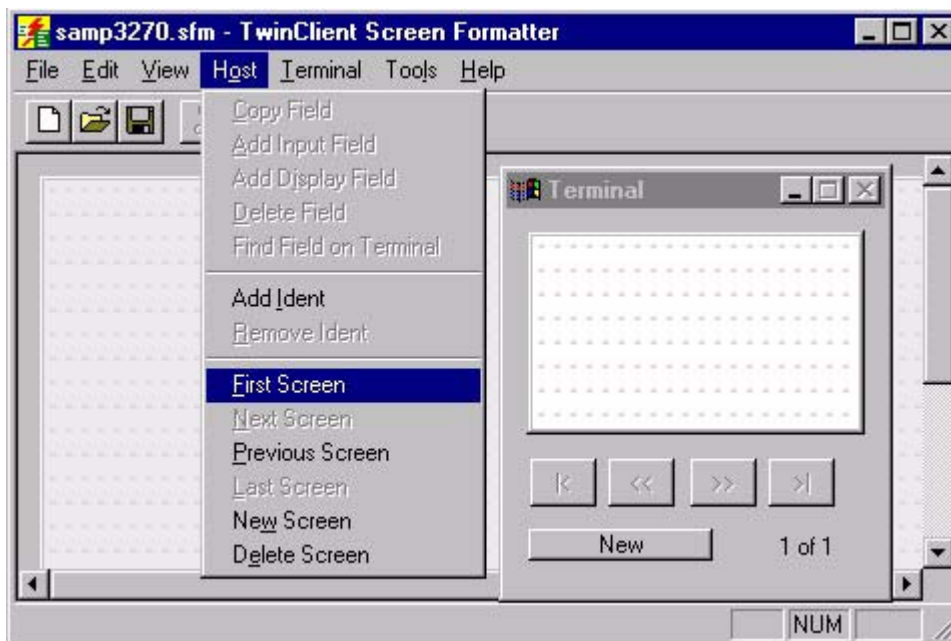 samp3270.sfm - TwinClient Screen Formatter
File Edit View Host Terminal Tools Help
Copy Field
Add Input Field
Add Display Field
Delete Field
Find Field on Terminal
Add Ident
Remove Ident
First Screen
Next Screen
Previous Screen
Last Screen
New Screen
Delete Screen
Terminal
|< << >> >|
New 1 of 1
NUM